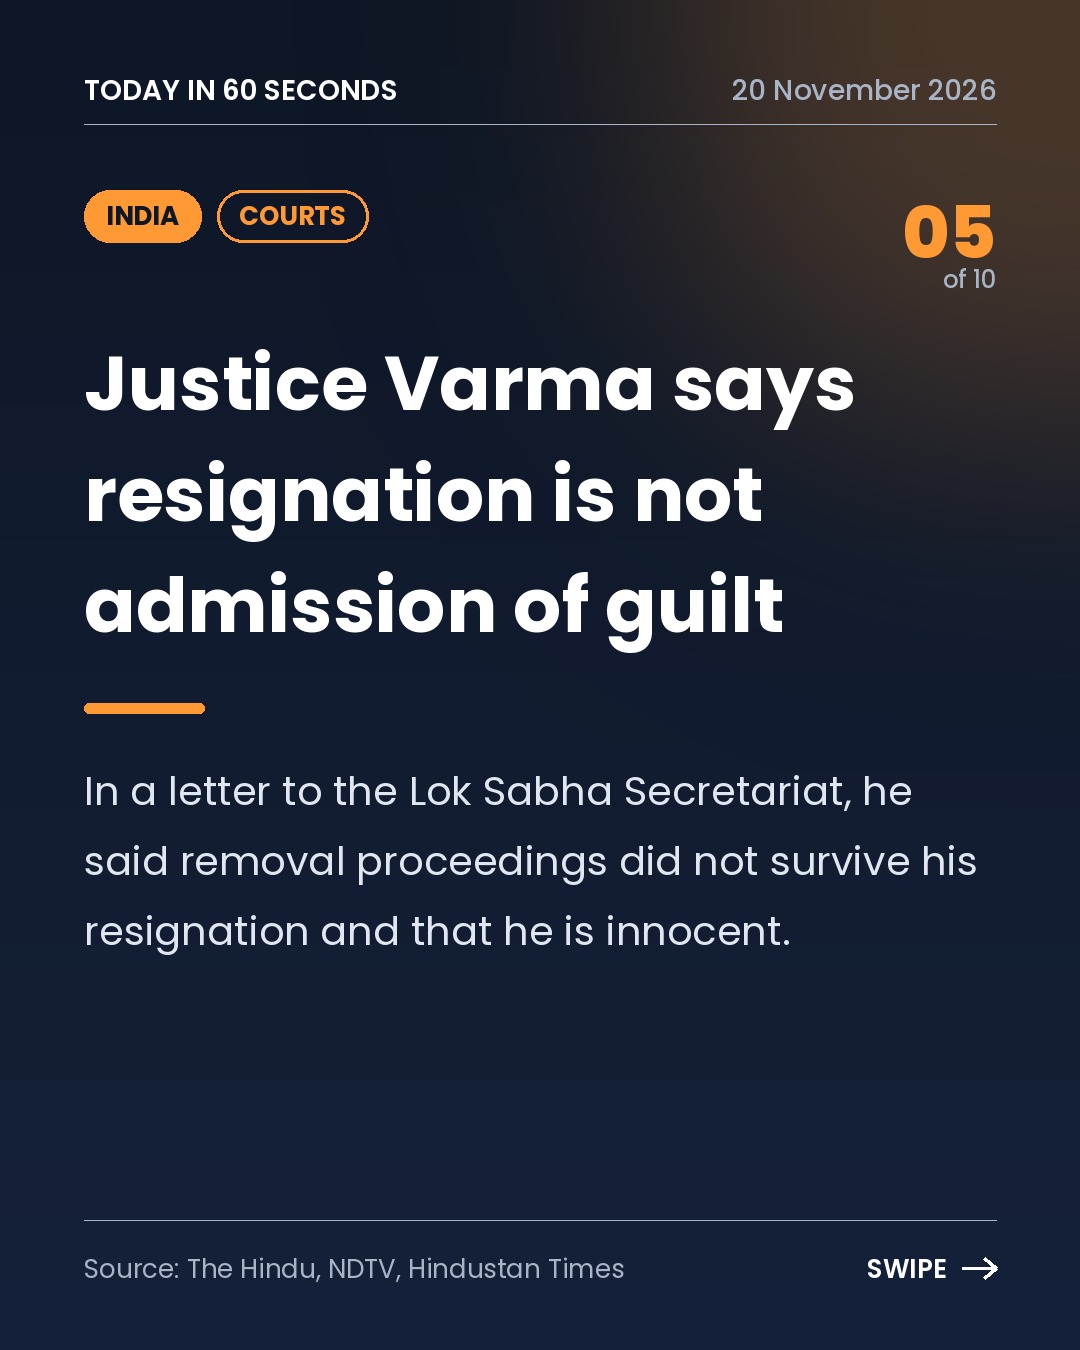 TODAY IN 60 SECONDS
20 November 2026
INDIA
COURTS
05
of 10
Justice Varma says
resignation is not
admission of guilt
In a letter to the Lok Sabha Secretariat, he
said removal proceedings did not survive his
resignation and that he is innocent.
Source: The Hindu, NDTV, Hindustan Times
SWIPE